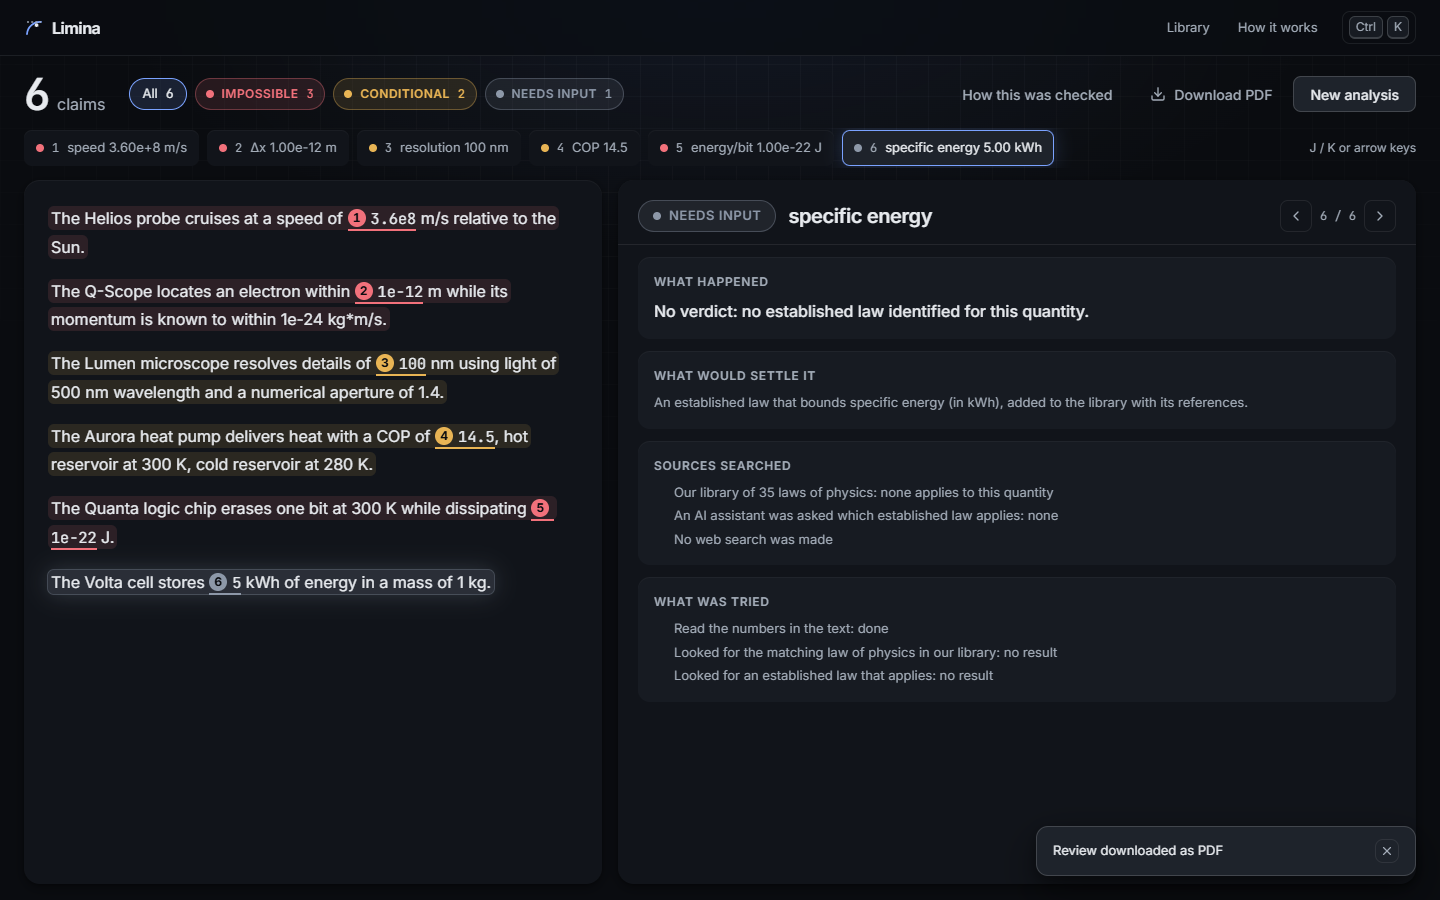 Limina
Library
How it works
Ctrl K
6 claims
All 6
IMPOSSIBLE 3
CONDITIONAL 2
NEEDS INPUT 1
How this was checked
Download PDF
New analysis
1 speed 3.60e+8 m/s
2 Δx 1.00e-12 m
3 resolution 100 nm
4 COP 14.5
5 energy/bit 1.00e-22 J
6 specific energy 5.00 kWh
J / K or arrow keys
The Helios probe cruises at a speed of 1 3.6e8 m/s relative to the
Sun.
The Q-Scope locates an electron within 2 1e-12 m while its
momentum is known to within 1e-24 kg*m/s.
The Lumen microscope resolves details of 3 100 nm using light of
500 nm wavelength and a numerical aperture of 1.4.
The Aurora heat pump delivers heat with a COP of 4 14.5, hot
reservoir at 300 K, cold reservoir at 280 K.
The Quanta logic chip erases one bit at 300 K while dissipating 5
1e-22 J.
The Volta cell stores 6 5 kWh of energy in a mass of 1 kg.
NEEDS INPUT
specific energy
6 / 6
WHAT HAPPENED
No verdict: no established law identified for this quantity.
WHAT WOULD SETTLE IT
An established law that bounds specific energy (in kWh), added to the library with its references.
SOURCES SEARCHED
Our library of 35 laws of physics: none applies to this quantity
An AI assistant was asked which established law applies: none
No web search was made
WHAT WAS TRIED
Read the numbers in the text: done
Looked for the matching law of physics in our library: no result
Looked for an established law that applies: no result
Review downloaded as PDF